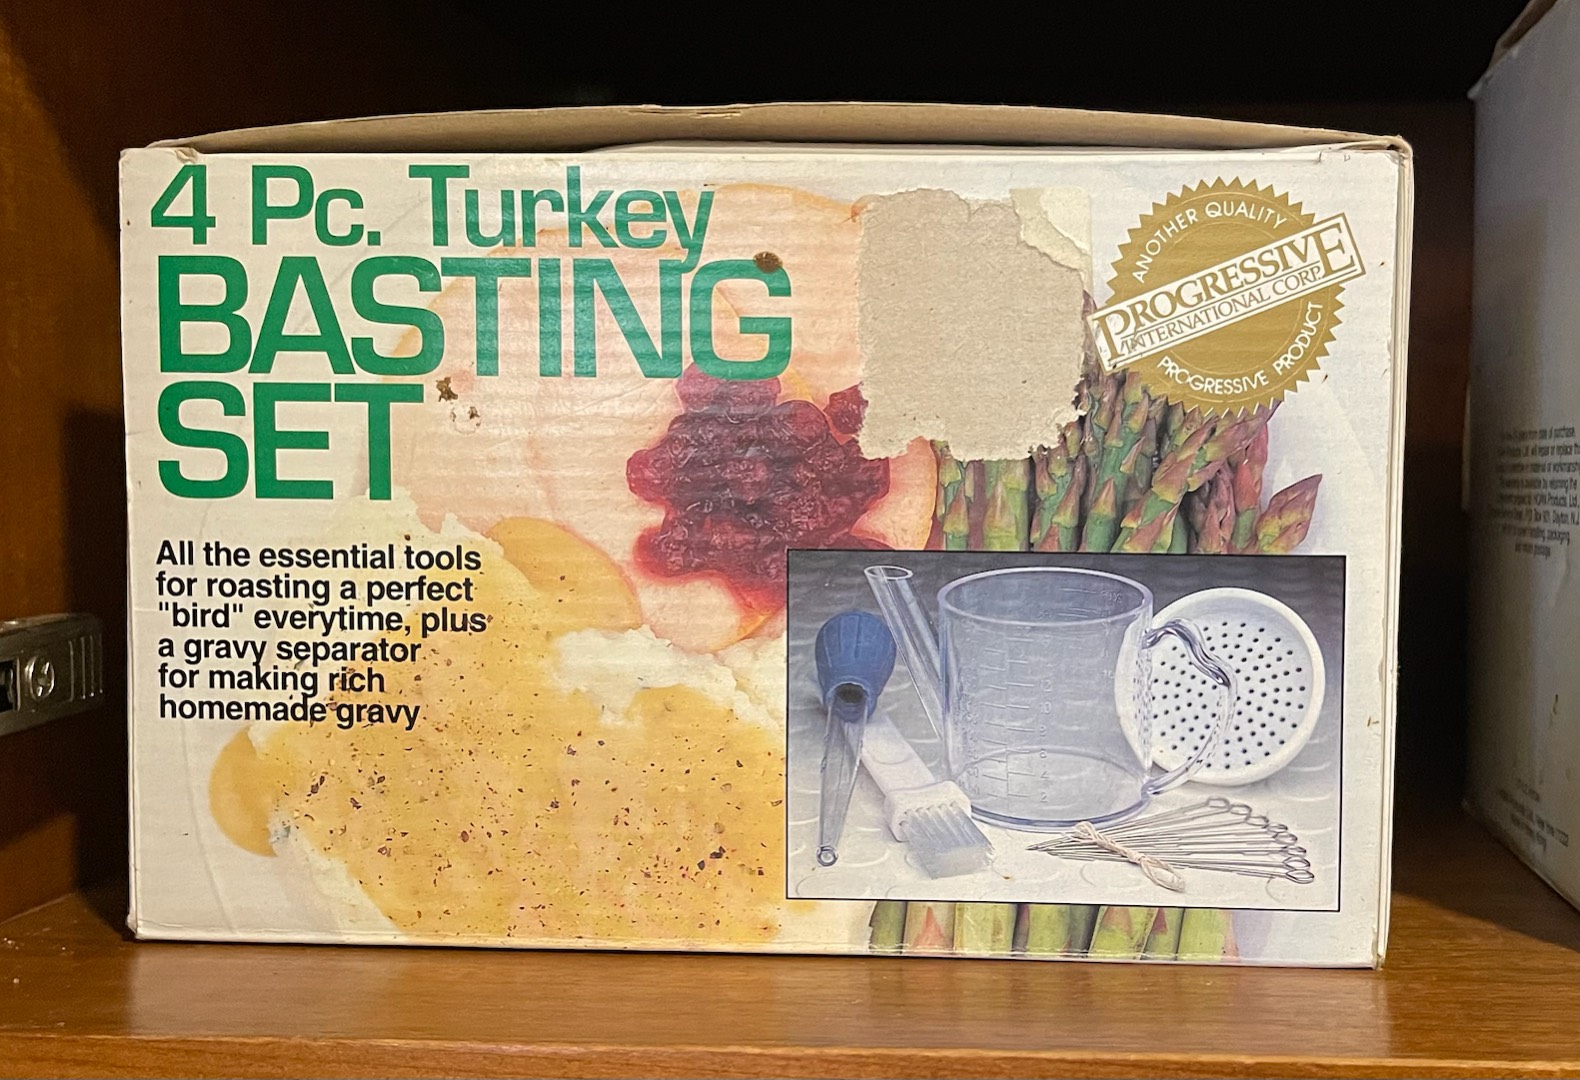 4 Pc. Turkey
BASTING
SET
ANOTHER QUALITY
PROGRESSIVE
INTERNATIONAL CORP.
PROGRESSIVE PRODUCT
All the essential tools
for roasting a perfect
"bird" everytime, plus
a gravy separator
for making rich
homemade gravy